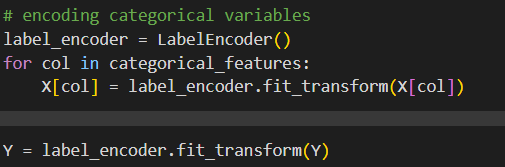 # encoding categorical variables
label_encoder = LabelEncoder()
for col in categorical_features:
    X[col] = label_encoder.fit_transform(X[col])
Y = label_encoder.fit_transform(Y)